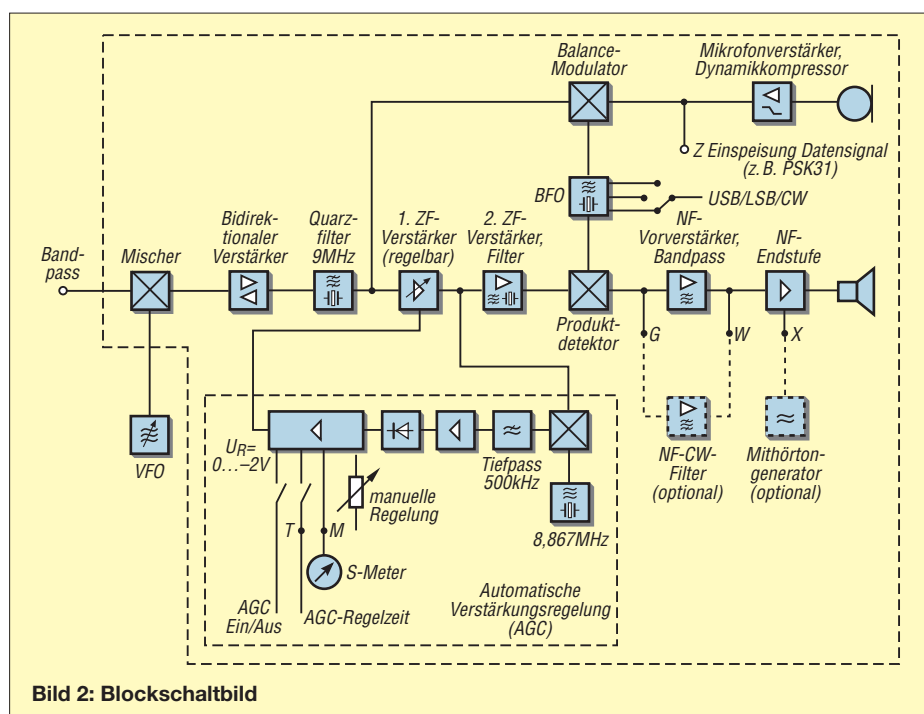 Balance-
Modulator
Mikrofonverstärker,
Dynamikkompressor
Z Einspeisung Datensignal
(z. B. PSK31)
BFO
USB/LSB/CW
Band-
pass
Mischer
Bidirek-
tionaler
Verstärker
Quarz-
filter
9MHz
1. ZF-
Verstärker
(regelbar)
2. ZF-
Verstärker,
Filter
Produkt-
detektor
NF-
Vorverstärker,
Bandpass
NF-
Endstufe
G
W
X
VFO
UR=
0...–2V
Tiefpass
500kHz
NF-CW-
Filter
(optional)
Mithörton-
generator
(optional)
manuelle
Regelung
8,867MHz
T
M
S-Meter
AGC
Ein/Aus
AGC-Regelzeit
Automatische
Verstärkungsregelung
(AGC)
Bild 2: Blockschaltbild